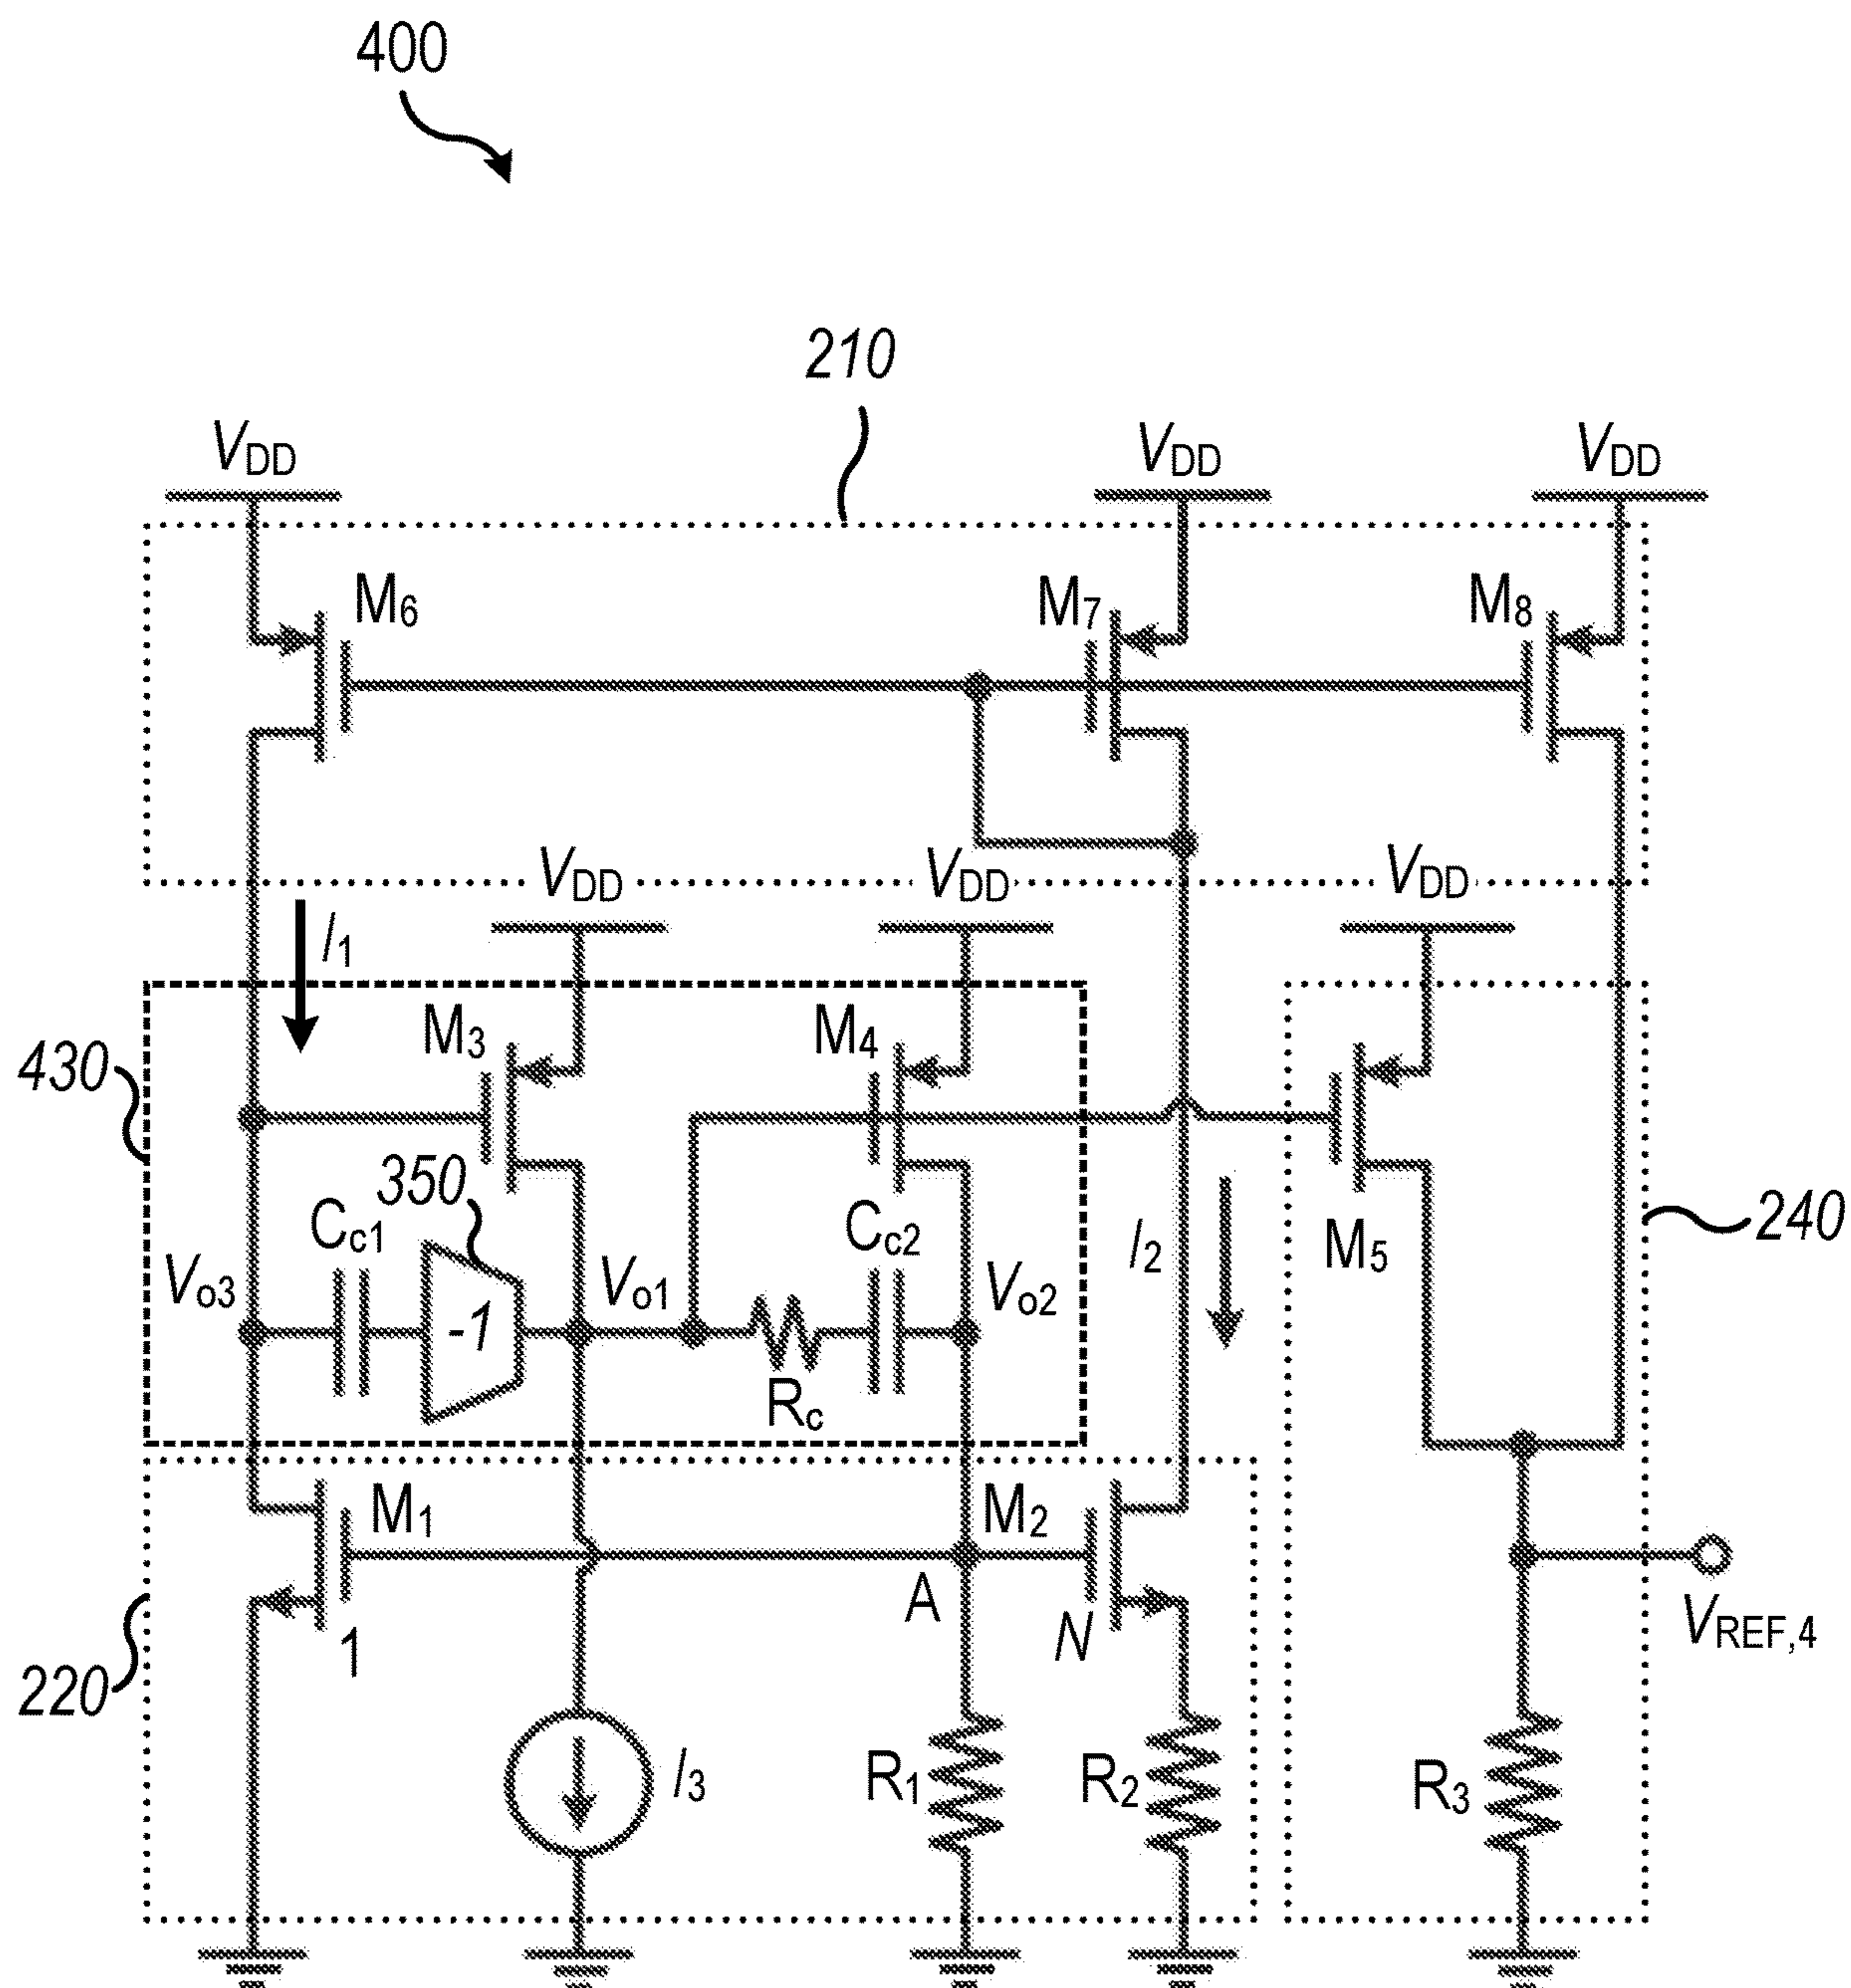 400
210
VDD VDD VDD
M6 M7 M8
VDD VDD VDD
I1
M3 M4
430
350
Cc1 Cc2
240
M5
I2
Vo3 Vo1 Vo2
-1
Rc
M1 M2
A
1 N
VREF,4
220
I3 R1 R2 R3